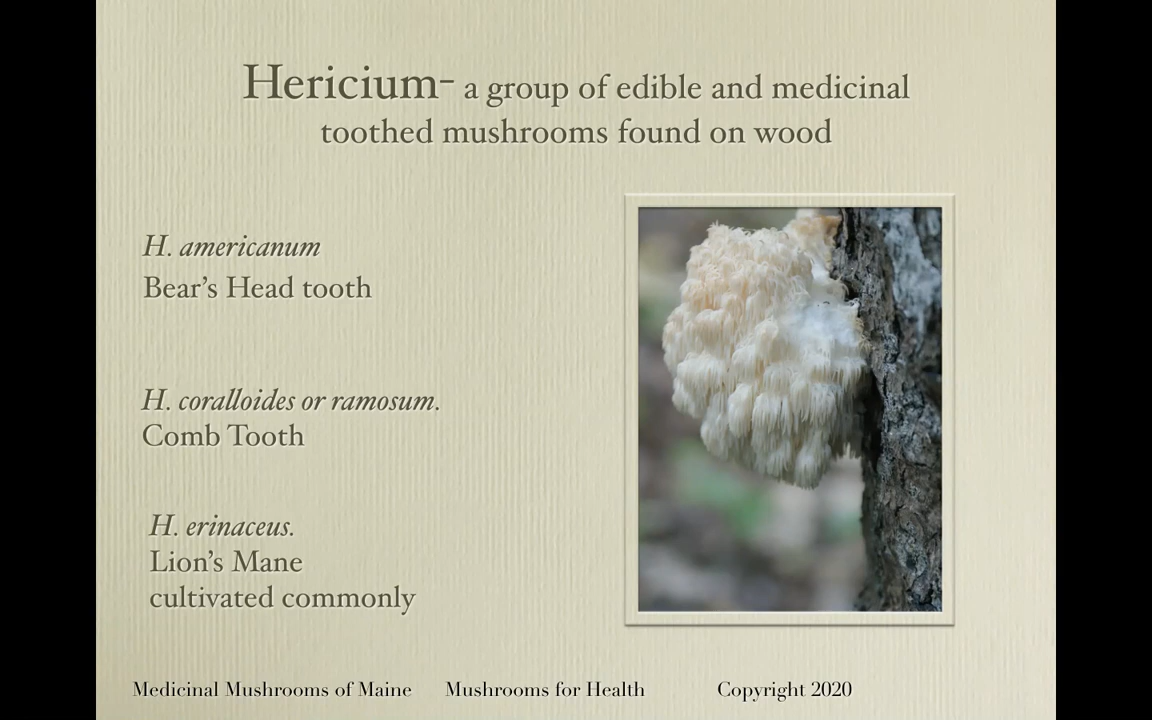 Hericium- a group of edible and medicinal
toothed mushrooms found on wood
H. americanum
Bear's Head tooth
H. coralloides or ramosum.
Comb Tooth
H. erinaceus.
Lion's Mane
cultivated commonly
Medicinal Mushrooms of Maine Mushrooms for Health Copyright 2020